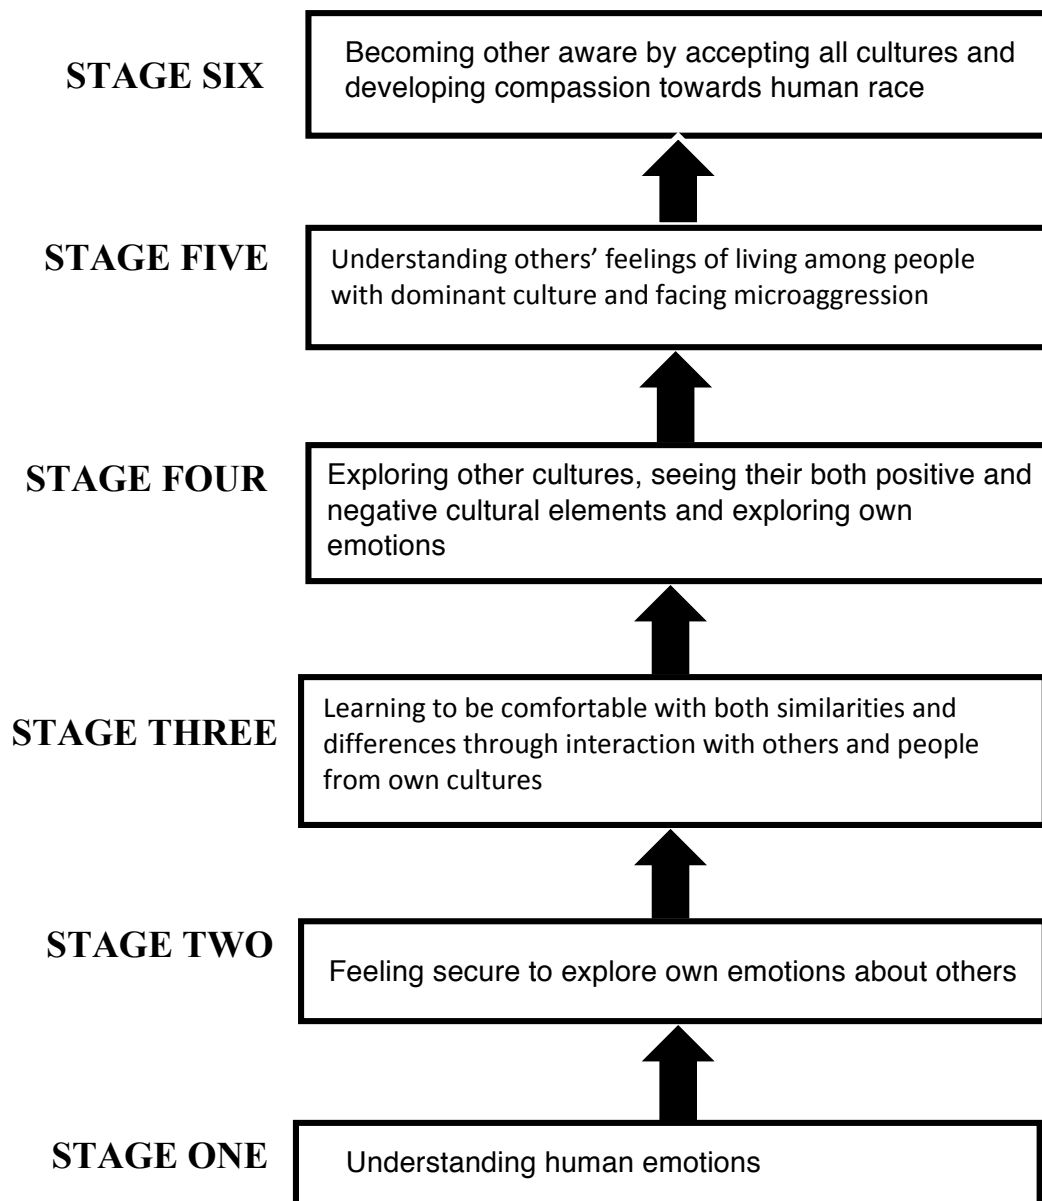 STAGE SIX
Becoming other aware by accepting all cultures and
developing compassion towards human race
STAGE FIVE
Understanding others’ feelings of living among people
with dominant culture and facing microaggression
STAGE FOUR
Exploring other cultures, seeing their both positive and
negative cultural elements and exploring own
emotions
STAGE THREE
Learning to be comfortable with both similarities and
differences through interaction with others and people
from own cultures
STAGE TWO
Feeling secure to explore own emotions about others
STAGE ONE
Understanding human emotions